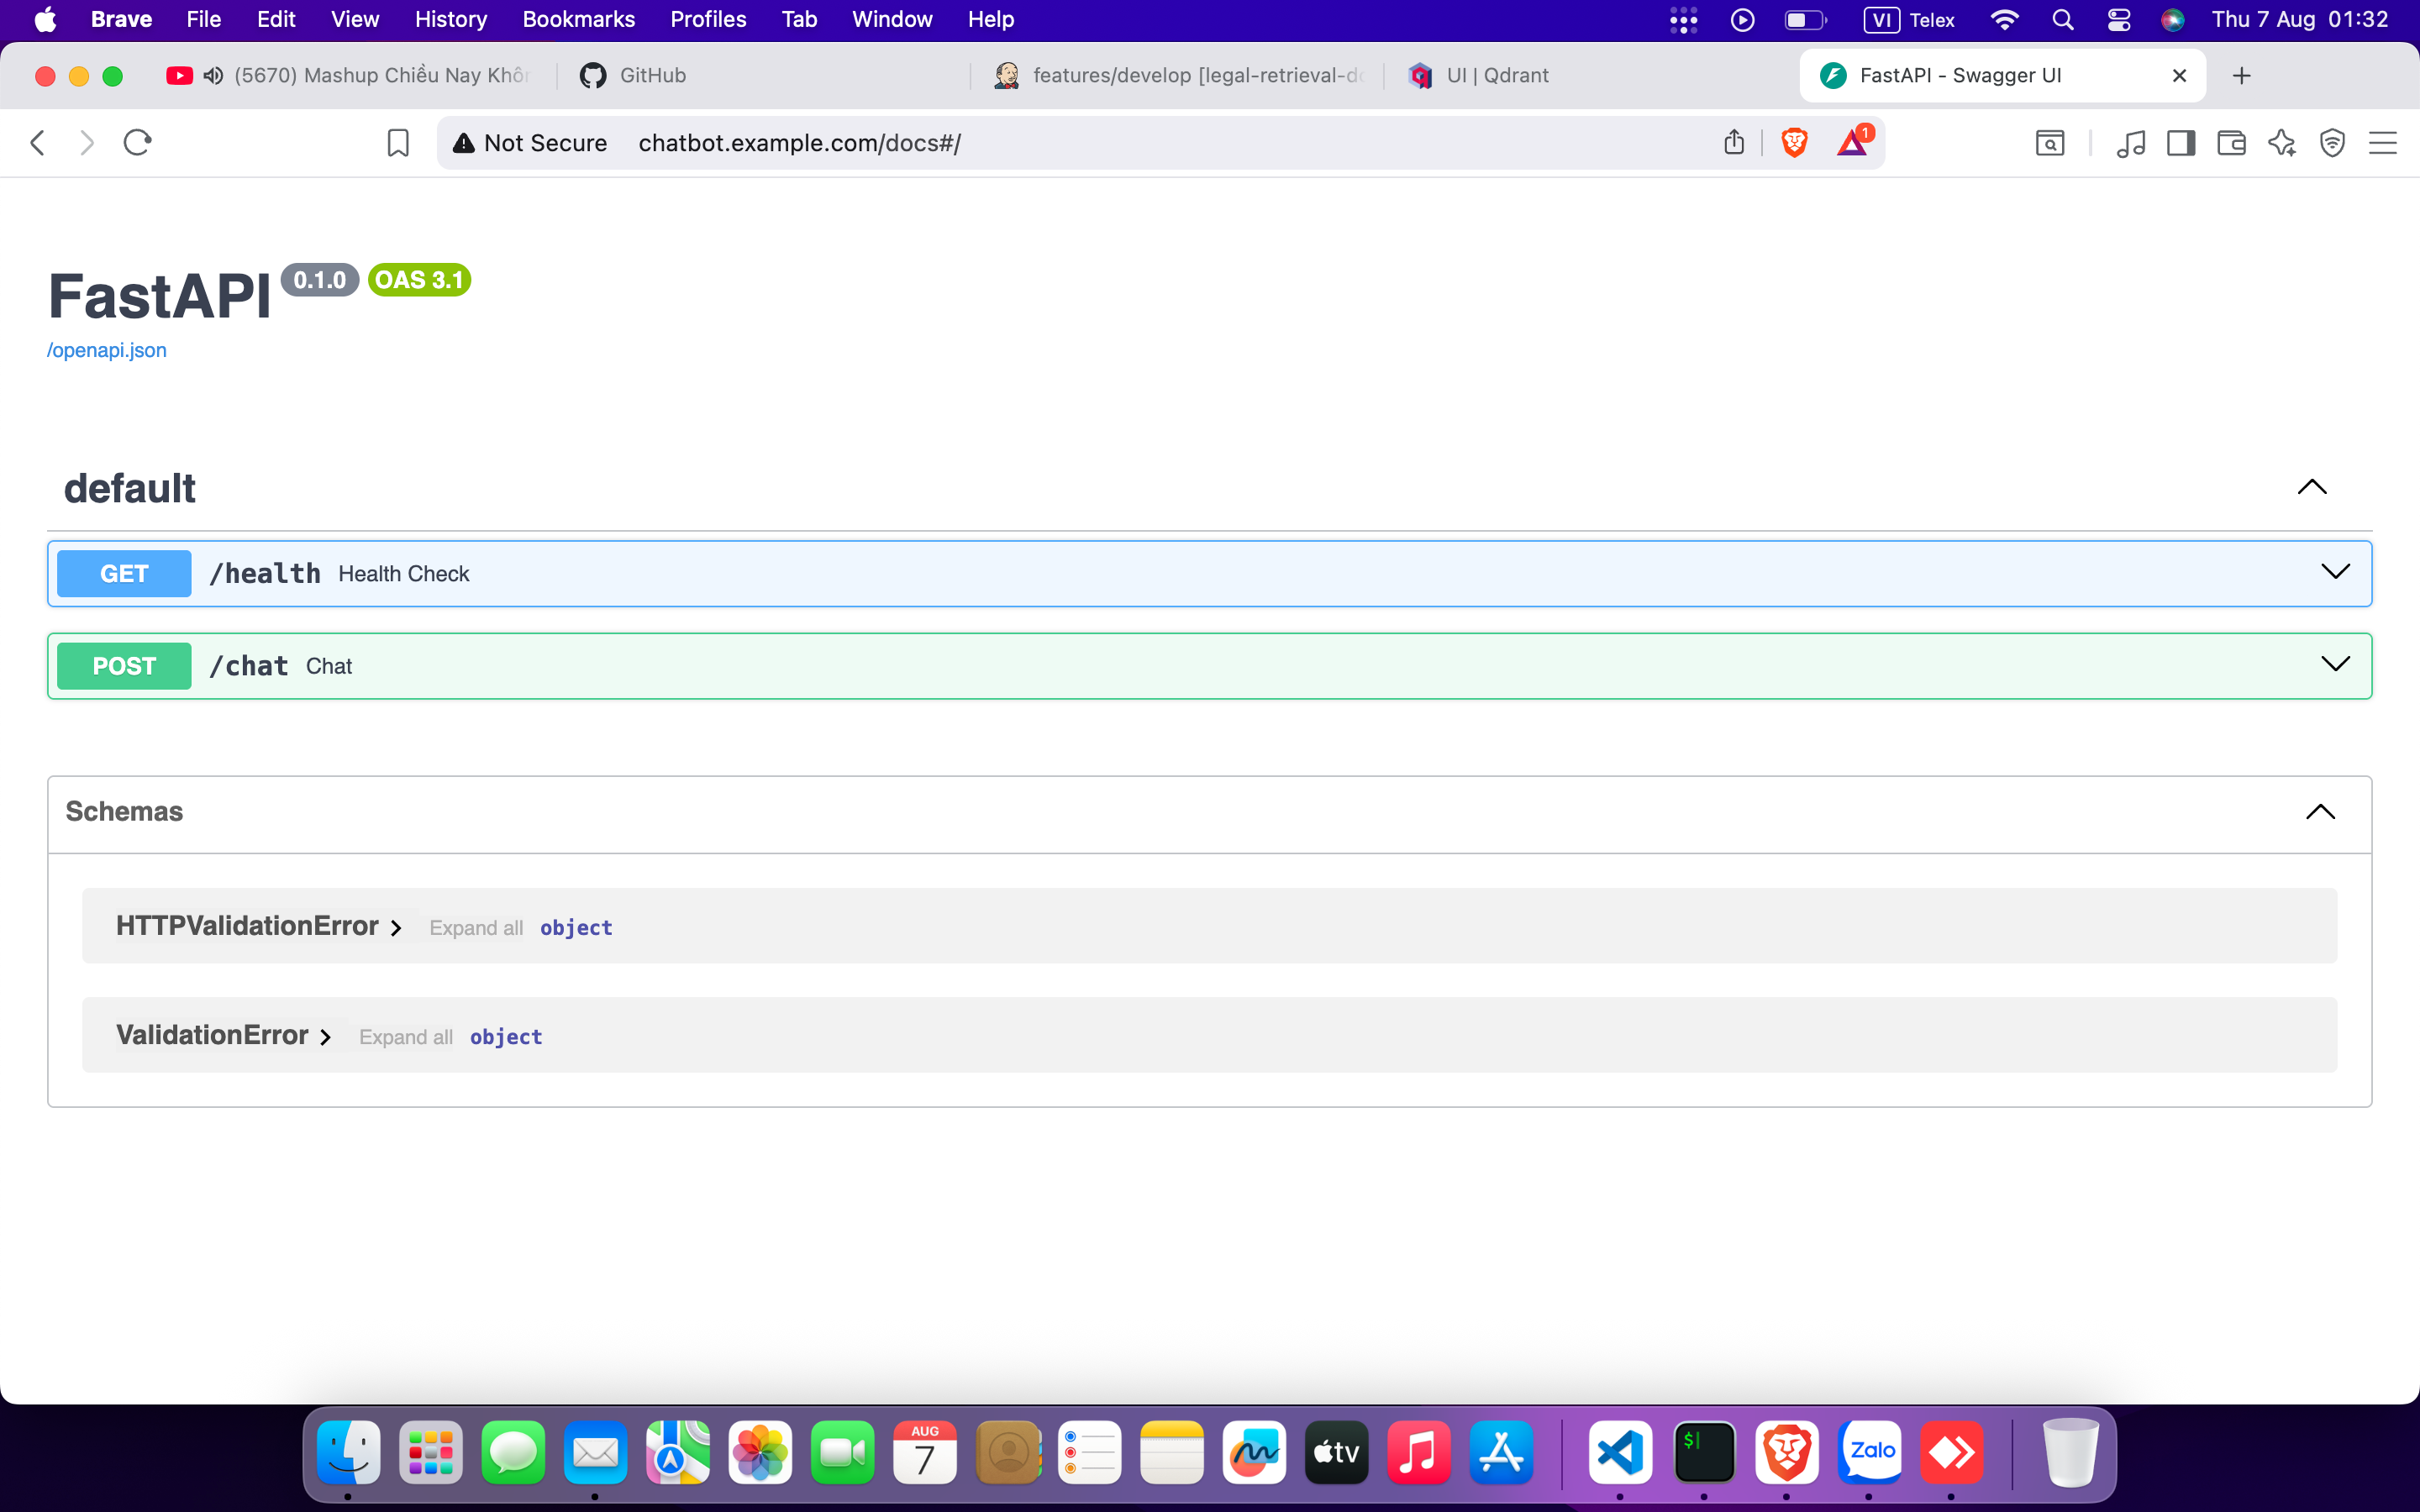 Brave File Edit View History Bookmarks Profiles Tab Window Help VI Telex Thu 7 Aug 01:32
(5670) Mashup Chiều Nay Khôn GitHub features/develop [legal-retrieval-de UI | Qdrant FastAPI - Swagger UI
Not Secure chatbot.example.com/docs#/ 1
FastAPI 0.1.0 OAS 3.1
/openapi.json
default
GET /health Health Check
POST /chat Chat
Schemas
HTTPValidationError Expand all object
ValidationError Expand all object
AUG
7
tv
$
Zalo